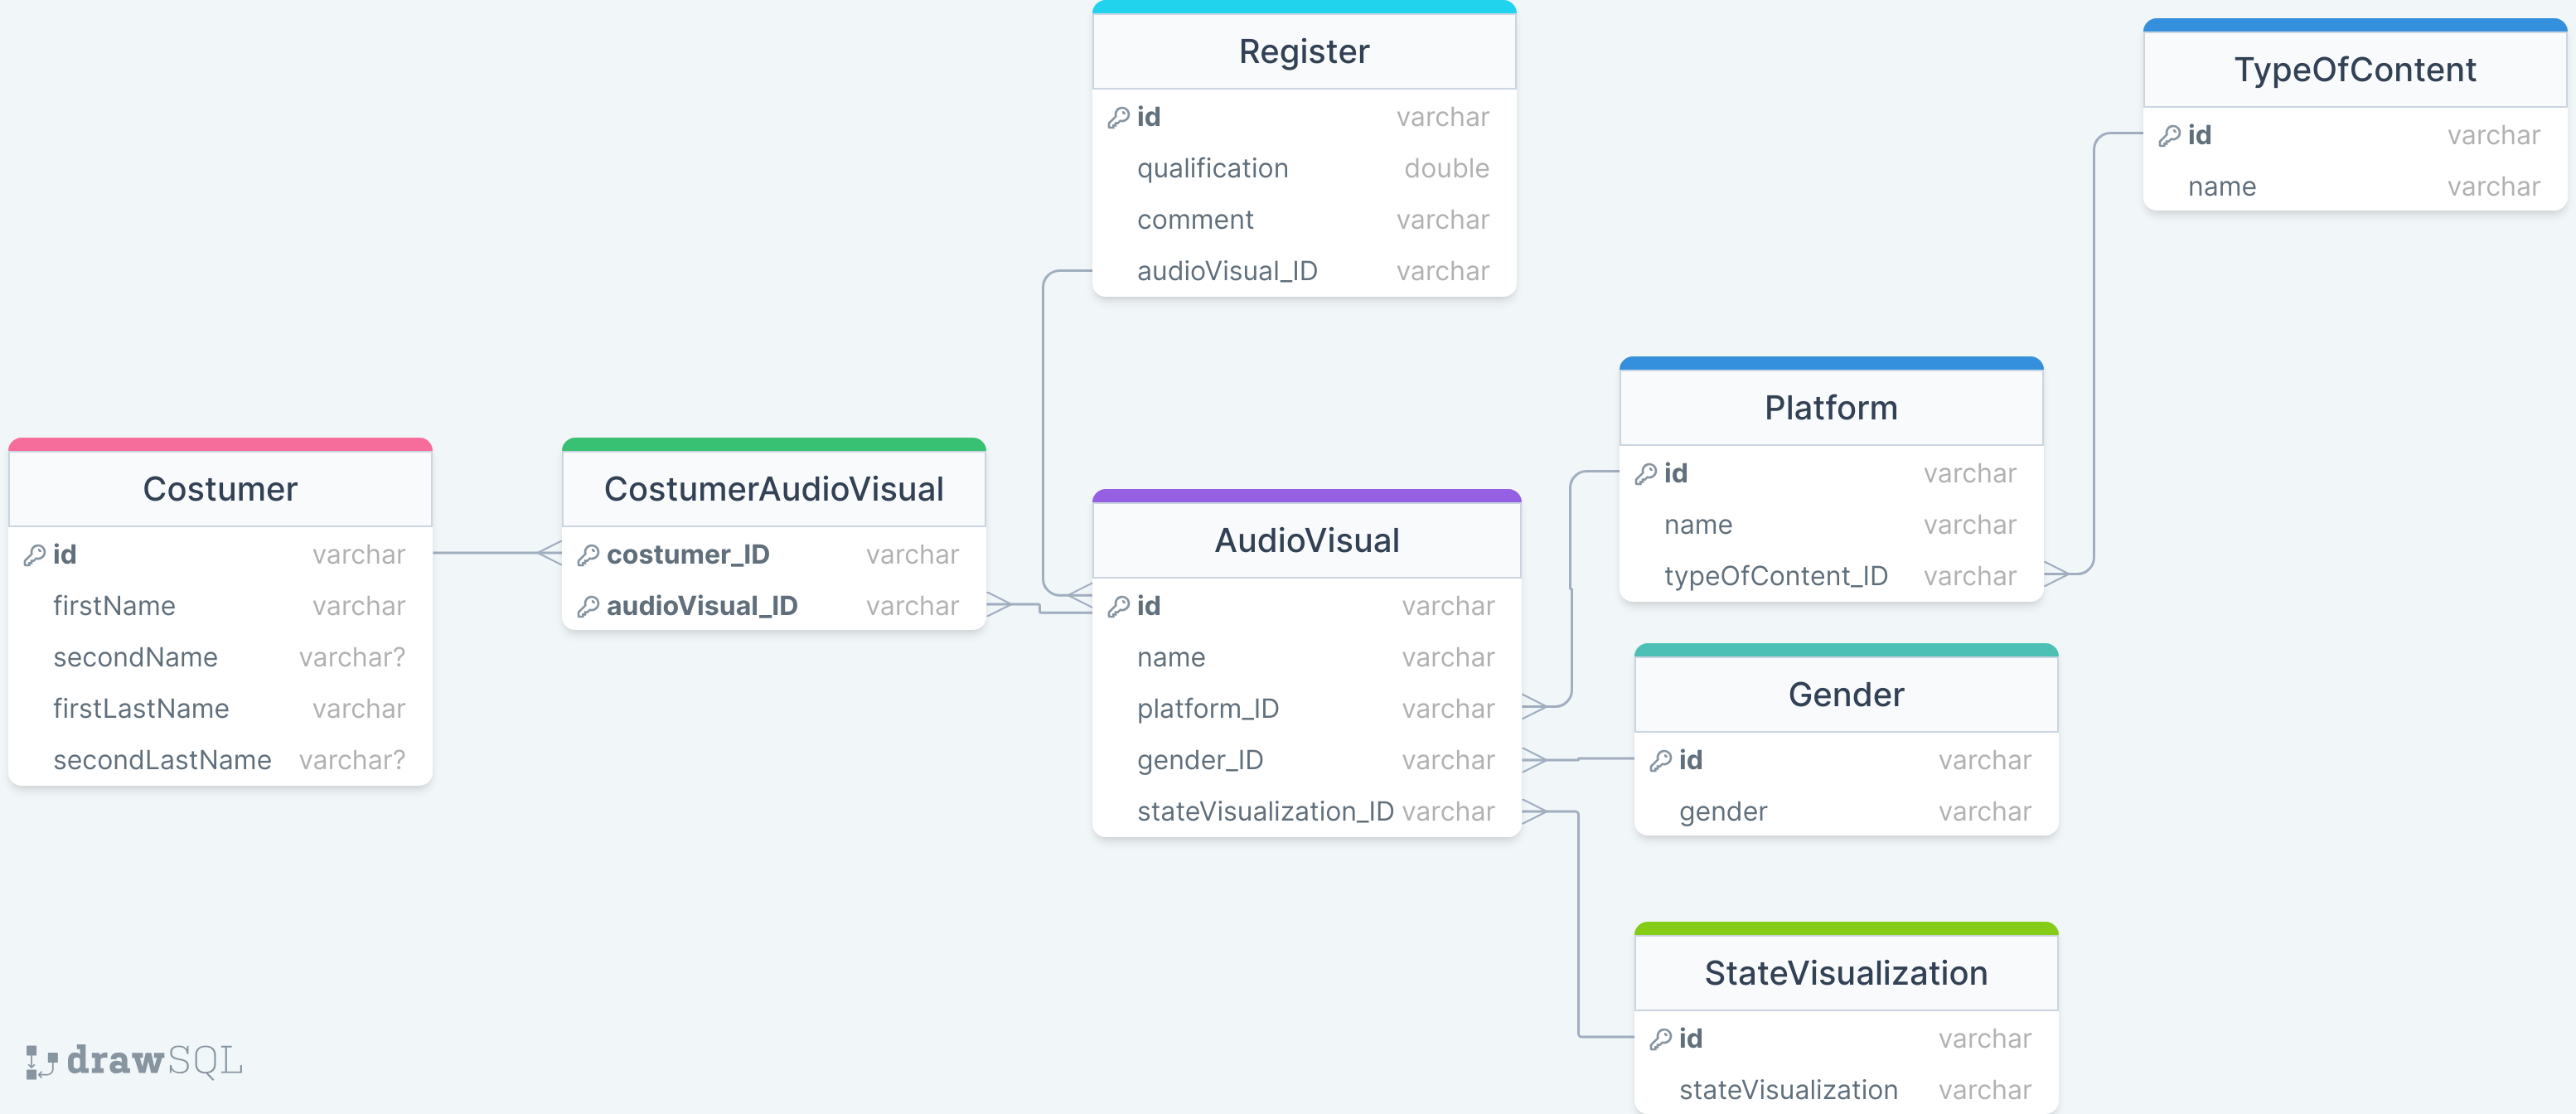 Register
id varchar
qualification double
comment varchar
audioVisual_ID varchar
TypeOfContent
id varchar
name varchar
Platform
id varchar
name varchar
typeOfContent_ID varchar
Costumer
id varchar
firstName varchar
secondName varchar?
firstLastName varchar
secondLastName varchar?
CostumerAudioVisual
costumer_ID varchar
audioVisual_ID varchar
AudioVisual
id varchar
name varchar
platform_ID varchar
gender_ID varchar
stateVisualization_ID varchar
Gender
id varchar
gender varchar
StateVisualization
id varchar
stateVisualization varchar
drawSQL